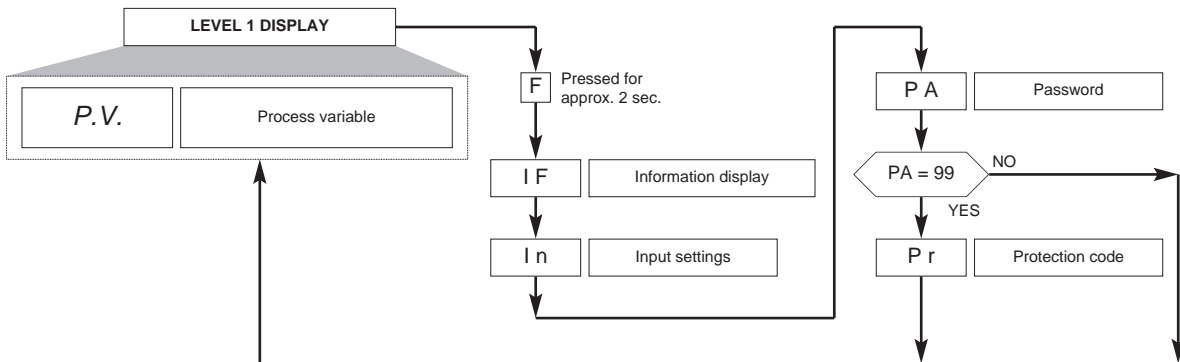 LEVEL 1 DISPLAY
P.V.
Process variable
F
Pressed for
approx. 2 sec.
I F
Information display
I n
Input settings
P A
Password
PA = 99
NO
YES
P r
Protection code